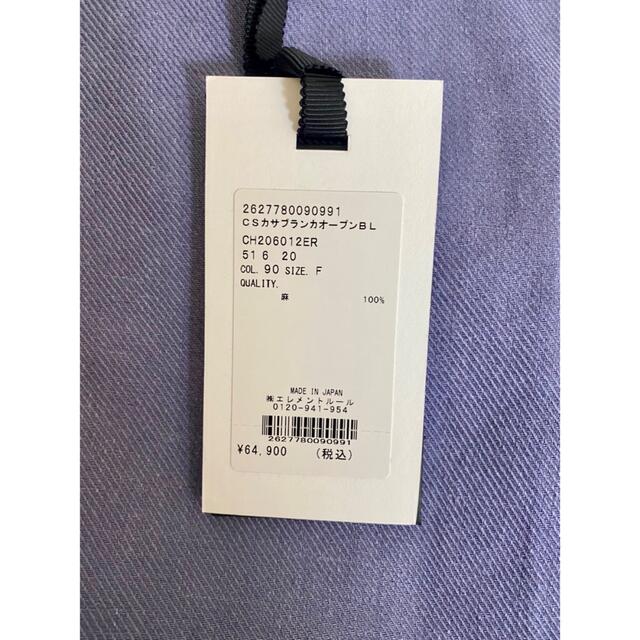 2627780090991
CSカサブランカオープンBL
CH206012ER
51 6 20
COL. 90 SIZE. F
QUALITY.
麻 100%
MADE IN JAPAN
㈱エレメントルール
0120-941-954
2627780090991
¥64,900 (税込)